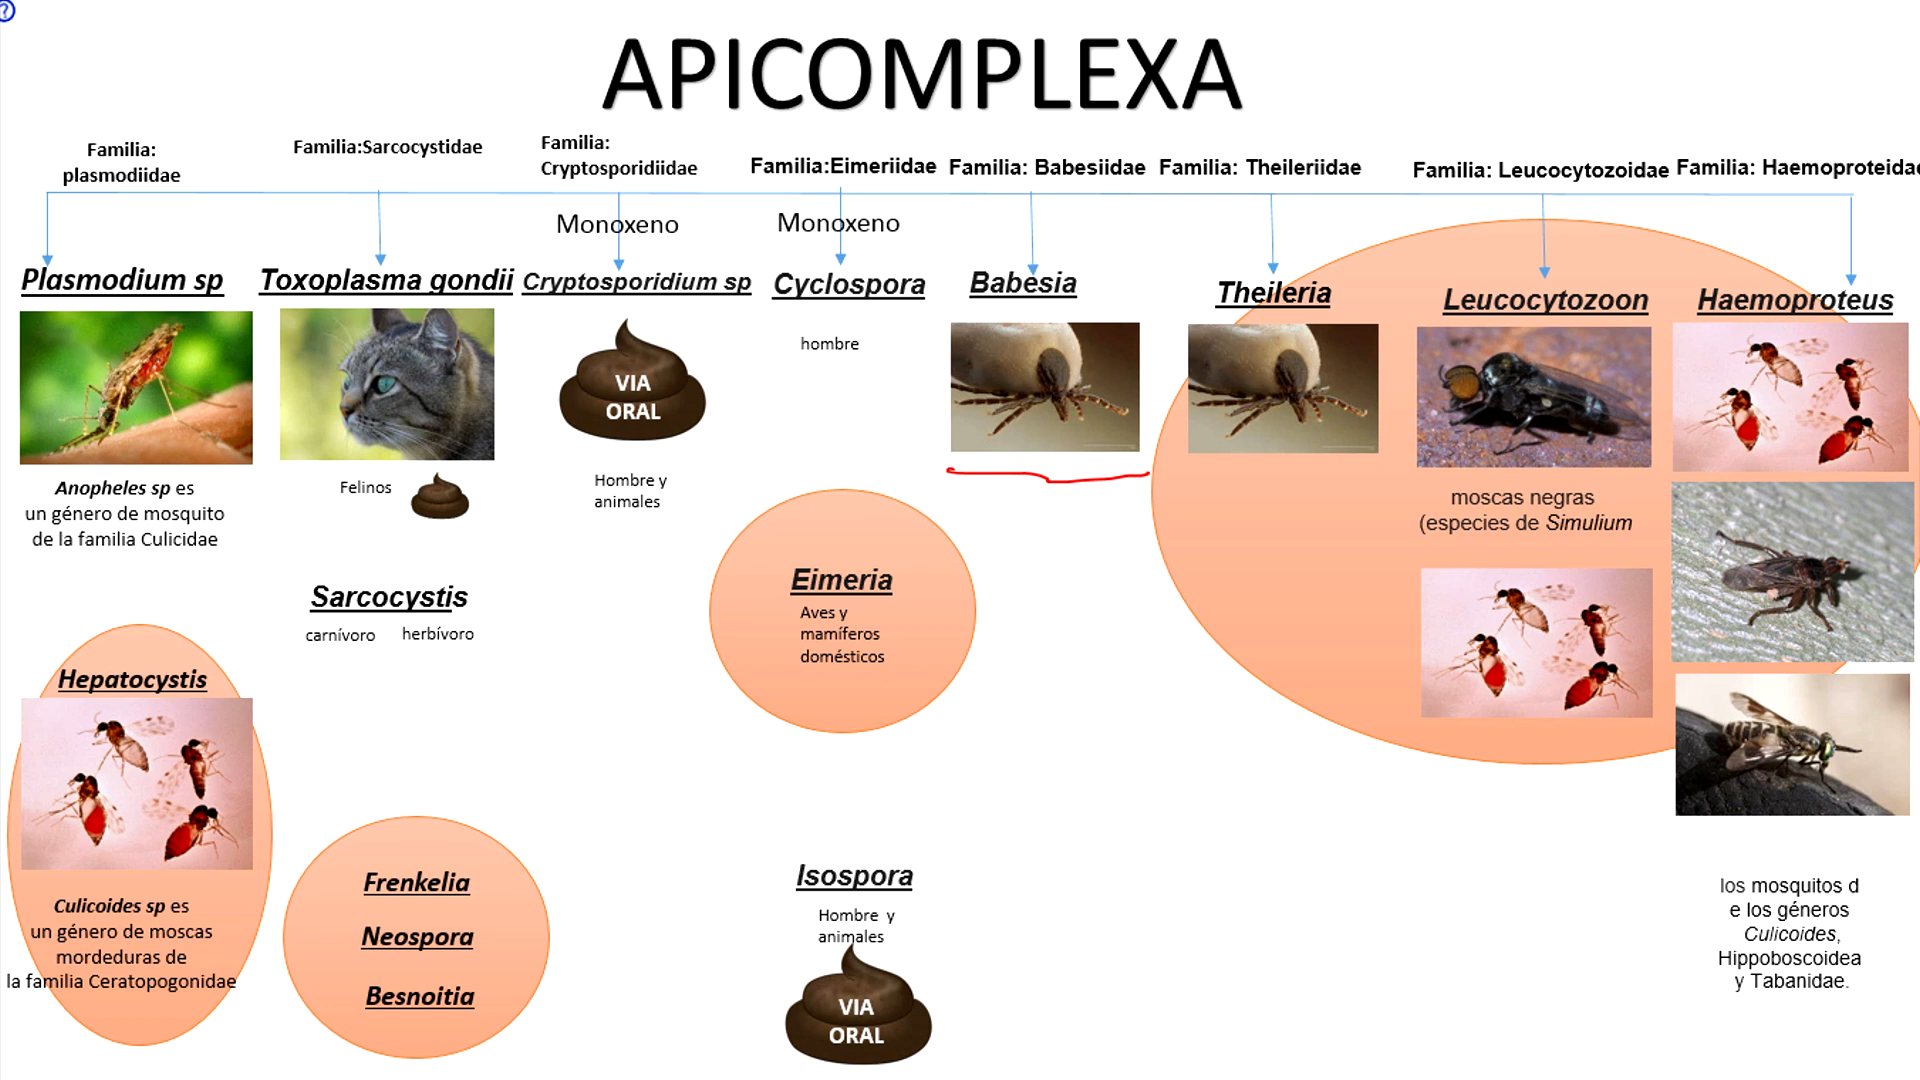 ?
APICOMPLEXA
Familia:
plasmodiidae
Familia:Sarcocystidae
Familia:
Cryptosporidiidae
Familia:Eimeriidae
Familia: Babesiidae
Familia: Theileriidae
Familia: Leucocytozoidae
Familia: Haemoproteidae
Monoxeno
Monoxeno
Plasmodium sp
Toxoplasma gondii
Cryptosporidium sp
Cyclospora
Babesia
Theileria
Leucocytozoon
Haemoproteus
hombre
VIA
ORAL
Anopheles sp es
un género de mosquito
de la familia Culicidae
Felinos
Hombre y
animales
moscas negras
(especies de Simulium
Sarcocystis
carnívoro herbívoro
Eimeria
Aves y
mamíferos
domésticos
Hepatocystis
Culicoides sp es
un género de moscas
mordeduras de
la familia Ceratopogonidae
Frenkelia
Neospora
Besnoitia
Isospora
Hombre y
animales
VIA
ORAL
los mosquitos d
e los géneros
Culicoides,
Hippoboscoidea
y Tabanidae.